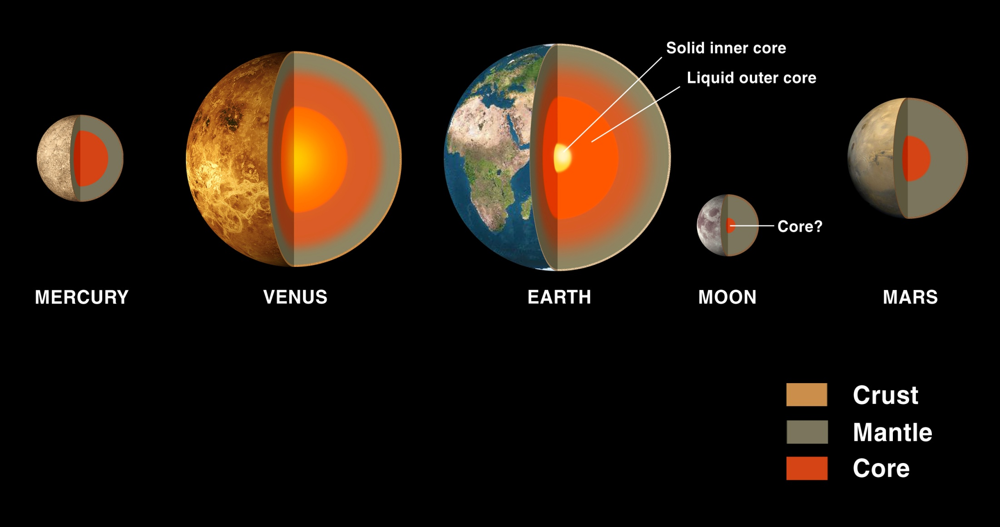 Solid inner core
Liquid outer core
Core?
MERCURY
VENUS
EARTH
MOON
MARS
Crust
Mantle
Core